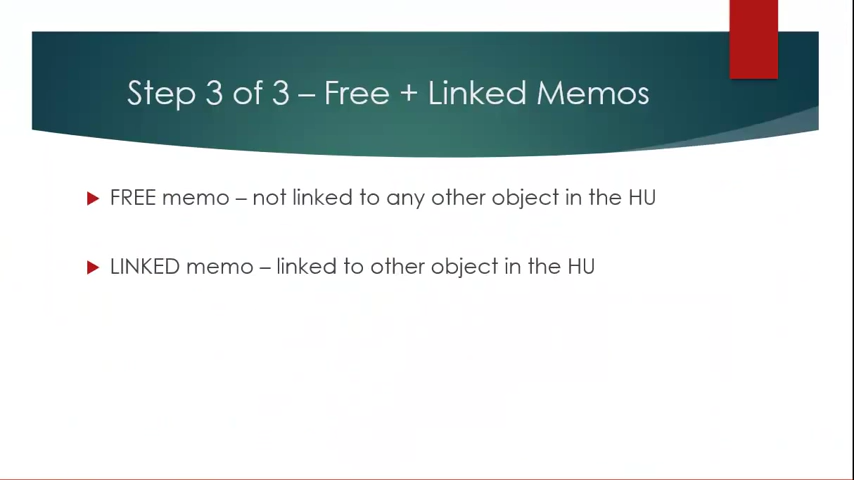 Step 3 of 3 – Free + Linked Memos
FREE memo – not linked to any other object in the HU
LINKED memo – linked to other object in the HU